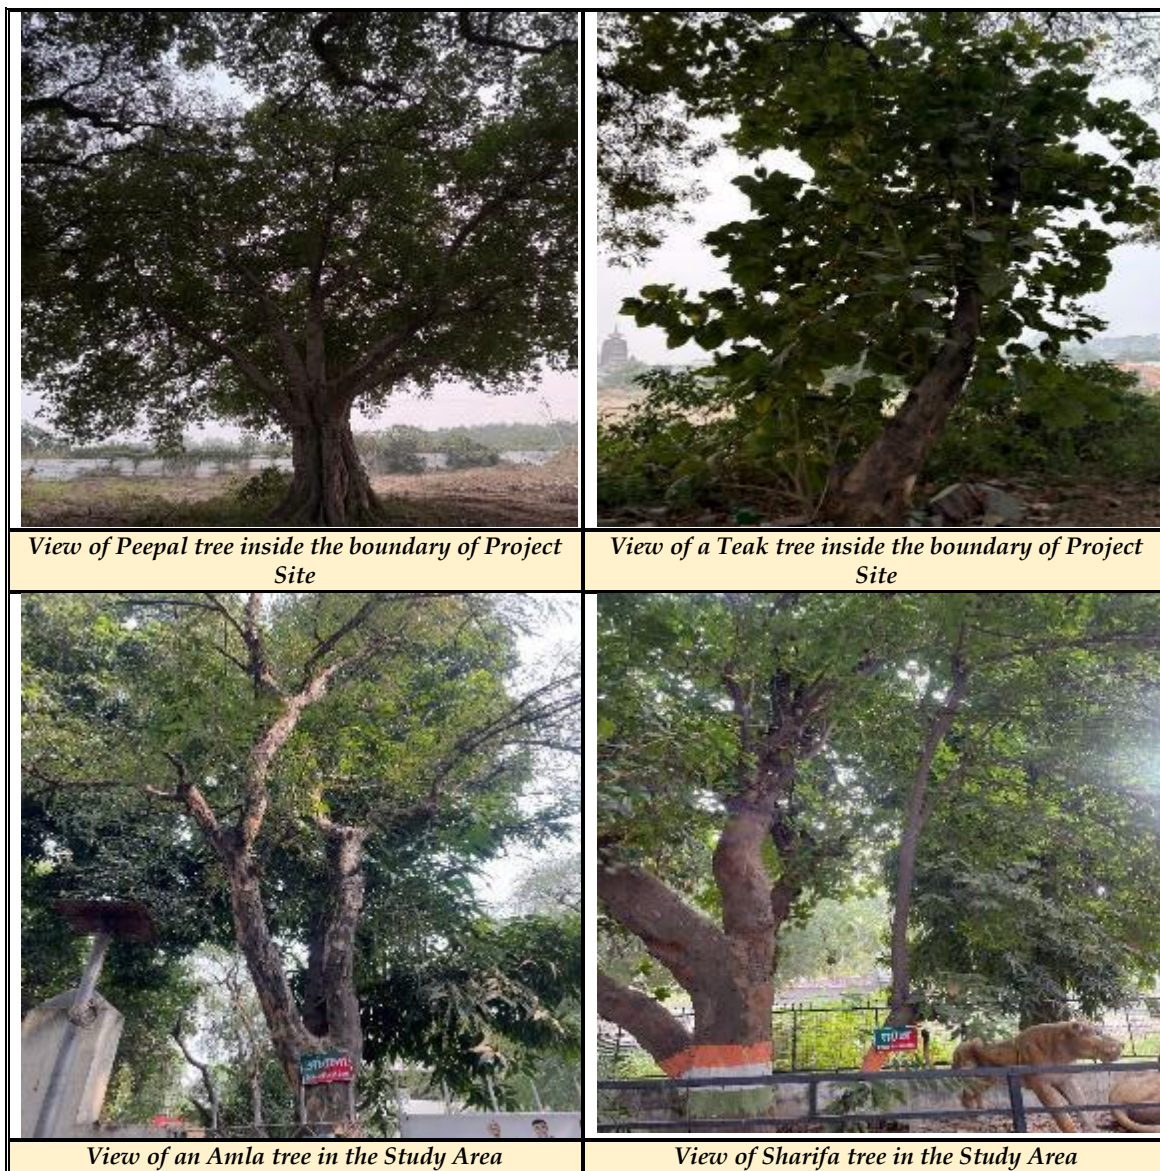 View of Peepal tree inside the boundary of Project
Site
View of a Teak tree inside the boundary of Project
Site
आंवला
View of an Amla tree in the Study Area
View of Sharifa tree in the Study Area